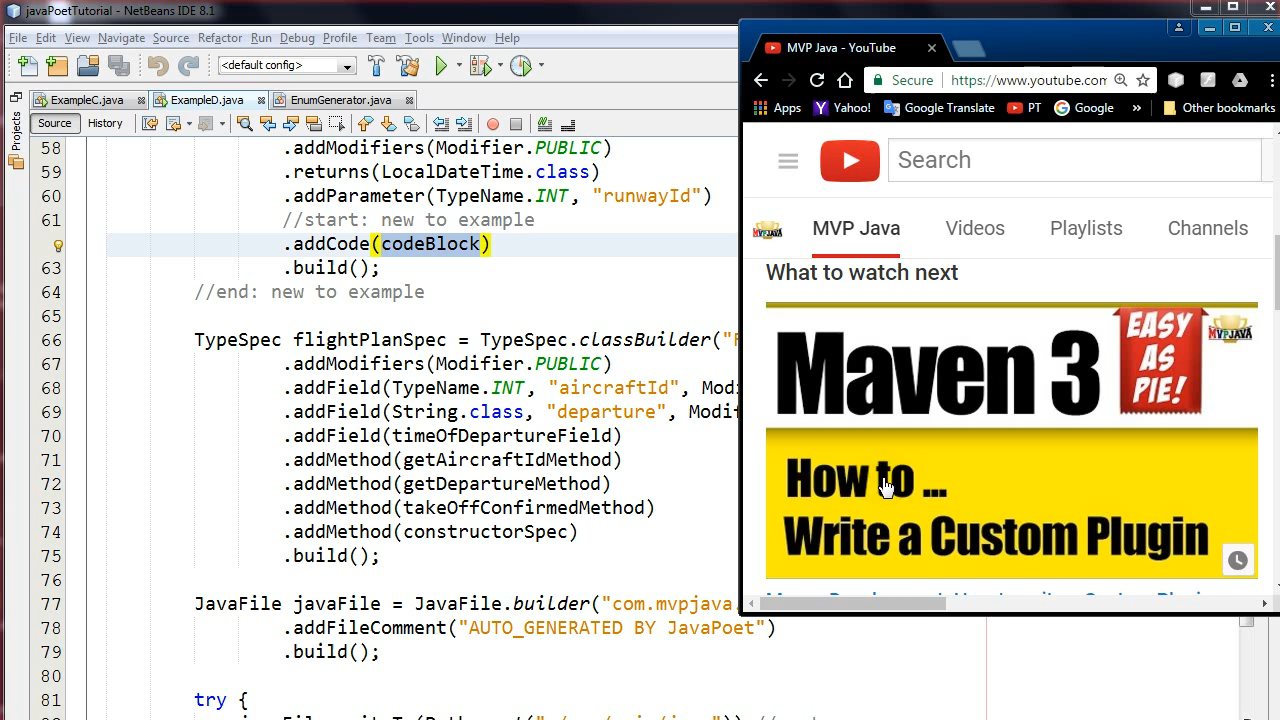 javaPoetTutorial - NetBeans IDE 8.1
File Edit View Navigate Source Refactor Run Debug Profile Team Tools Window Help
<default config>
ExampleC.java ExampleD.java EnumGenerator.java
Source History
Projects
58 .addModifiers(Modifier.PUBLIC)
59 .returns(LocalDateTime.class)
60 .addParameter(TypeName.INT, "runwayId")
61 //start: new to example
.addCode(codeBlock)
63 .build();
64 //end: new to example
65
66 TypeSpec flightPlanSpec = TypeSpec.classBuilder("F
67 .addModifiers(Modifier.PUBLIC)
68 .addField(TypeName.INT, "aircraftId", Modi
69 .addField(String.class, "departure", Modif
70 .addField(timeOfDepartureField)
71 .addMethod(getAircraftIdMethod)
72 .addMethod(getDepartureMethod)
73 .addMethod(takeOffConfirmedMethod)
74 .addMethod(constructorSpec)
75 .build();
76
77 JavaFile javaFile = JavaFile.builder("com.mvpjava.
78 .addFileComment("AUTO_GENERATED BY JavaPoet")
79 .build();
80
81 try {
MVP Java - YouTube
Secure https://www.youtube.com
Apps Yahoo! Google Translate PT Google » Other bookmarks
Search
MVPJAVA MVP Java Videos Playlists Channels
What to watch next
Maven 3
EASY
AS
PIE!
MVPJAVA
How to ...
Write a Custom Plugin